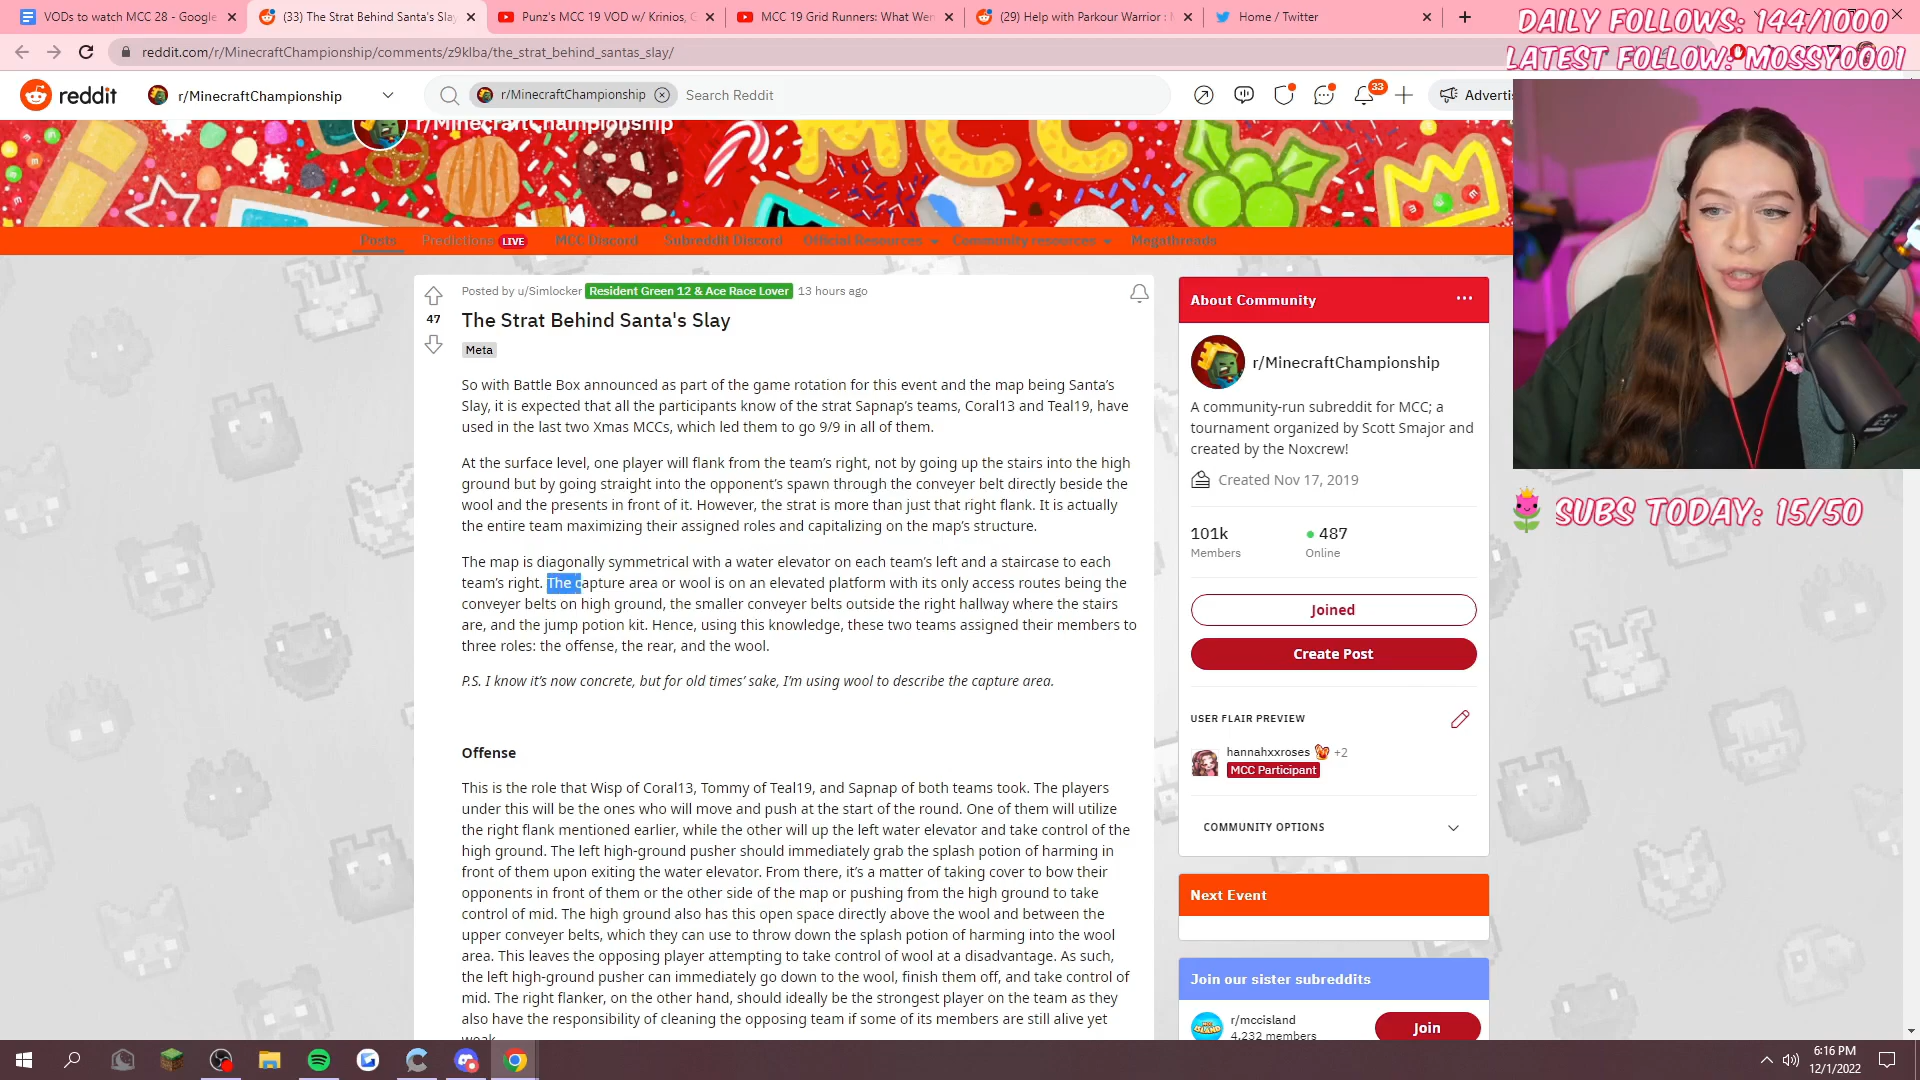 VODs to watch MCC 28 - Google
(33) The Strat Behind Santa's Slay
Punz's MCC 19 VOD w/ Krinios, G
MCC 19 Grid Runners: What Wen
(29) Help with Parkour Warrior : M
Home / Twitter
DAILY FOLLOWS: 144/1000
LATEST FOLLOW: MOSSY0001
reddit.com/r/MinecraftChampionship/comments/z9klba/the_strat_behind_santas_slay/
reddit
r/MinecraftChampionship
r/MinecraftChampionship
Search Reddit
33
Adverti
r/MinecraftChampionship
MCC
Posts
Predictions LIVE
MCC Discord
Subreddit Discord
Official Resources
Community resources
Megathreads
47
Posted by u/Simlocker Resident Green 12 & Ace Race Lover 13 hours ago
The Strat Behind Santa's Slay
Meta
So with Battle Box announced as part of the game rotation for this event and the map being Santa's
Slay, it is expected that all the participants know of the strat Sapnap's teams, Coral13 and Teal19, have
used in the last two Xmas MCCs, which led them to go 9/9 in all of them.
At the surface level, one player will flank from the team's right, not by going up the stairs into the high
ground but by going straight into the opponent's spawn through the conveyer belt directly beside the
wool and the presents in front of it. However, the strat is more than just that right flank. It is actually
the entire team maximizing their assigned roles and capitalizing on the map's structure.
The map is diagonally symmetrical with a water elevator on each team's left and a staircase to each
team's right. The capture area or wool is on an elevated platform with its only access routes being the
conveyer belts on high ground, the smaller conveyer belts outside the right hallway where the stairs
are, and the jump potion kit. Hence, using this knowledge, these two teams assigned their members to
three roles: the offense, the rear, and the wool.
P.S. I know it's now concrete, but for old times' sake, I'm using wool to describe the capture area.
Offense
This is the role that Wisp of Coral13, Tommy of Teal19, and Sapnap of both teams took. The players
under this will be the ones who will move and push at the start of the round. One of them will utilize
the right flank mentioned earlier, while the other will up the left water elevator and take control of the
high ground. The left high-ground pusher should immediately grab the splash potion of harming in
front of them upon exiting the water elevator. From there, it's a matter of taking cover to bow their
opponents in front of them or the other side of the map or pushing from the high ground to take
control of mid. The high ground also has this open space directly above the wool and between the
upper conveyer belts, which they can use to throw down the splash potion of harming into the wool
area. This leaves the opposing player attempting to take control of wool at a disadvantage. As such,
the left high-ground pusher can immediately go down to the wool, finish them off, and take control of
mid. The right flanker, on the other hand, should ideally be the strongest player on the team as they
also have the responsibility of cleaning the opposing team if some of its members are still alive yet
weak.
About Community
r/MinecraftChampionship
A community-run subreddit for MCC; a
tournament organized by Scott Smajor and
created by the Noxcrew!
Created Nov 17, 2019
101k
Members
487
Online
Joined
Create Post
USER FLAIR PREVIEW
hannahxxroses +2
MCC Participant
COMMUNITY OPTIONS
Next Event
Join our sister subreddits
r/mccisland
4,232 members
Join
SUBS TODAY: 15/50
6:16 PM
12/1/2022